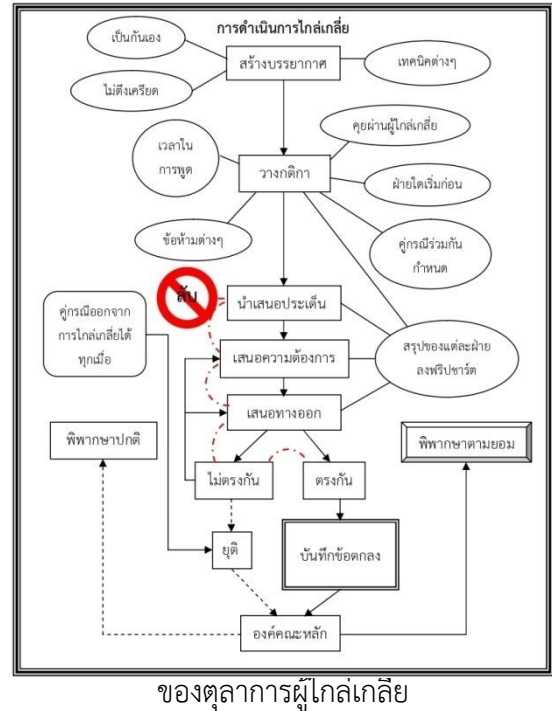 การดำเนินการไกล่เกลี่ย
เป็นกันเอง
สร้างบรรยากาศ
เทคนิคต่างๆ
ไม่ตึงเครียด
คุยผ่านผู้ไกล่เกลี่ย
เวลาใน
การพูด
วางกติกา
ฝ่ายใดเริ่มก่อน
ข้อห้ามต่างๆ
คู่กรณีร่วมกัน
กำหนด
ลับ
นำเสนอประเด็น
คู่กรณีออกจาก
การไกล่เกลี่ยได้
ทุกเมื่อ
สรุปของแต่ละฝ่าย
ลงฟริปชาร์ต
เสนอความต้องการ
เสนอทางออก
พิพากษาปกติ
พิพากษาตามยอม
ไม่ตรงกัน
ตรงกัน
ยุติ
บันทึกข้อตกลง
องค์คณะหลัก
ของตุลาการผู้ไกล่เกลี่ย